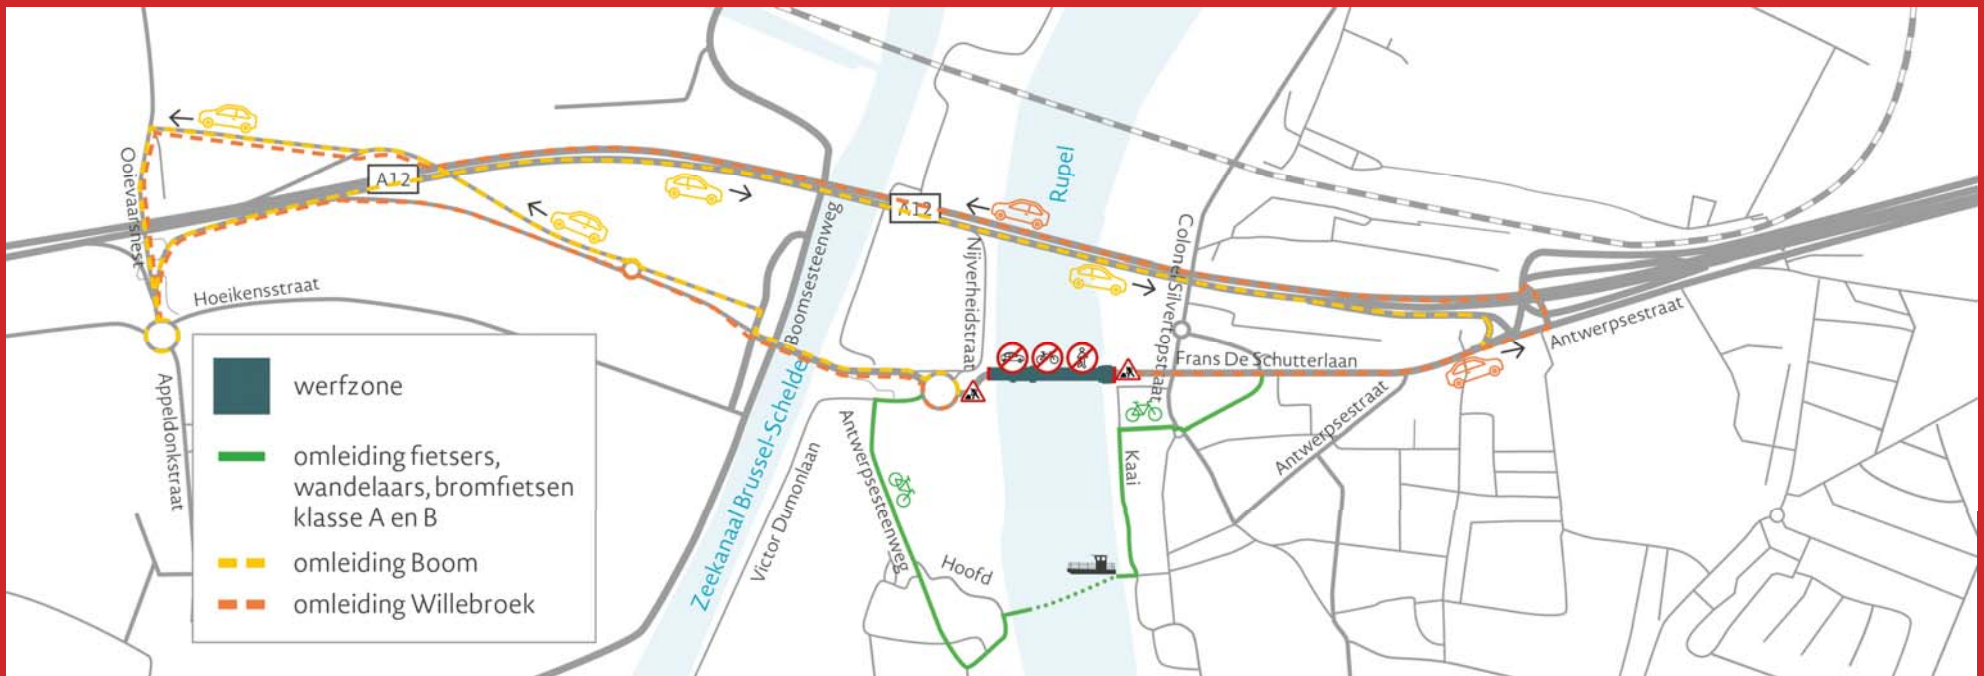 A12
A12
Rupel
Ooievaarsnest
Hoeikensstraat
Appeldonkstraat
Boomsesteenweg
Zeekanaal Brussel-Schelde
Nijverheidstraat
Colonel Silvertopstraat
Frans De Schutterlaan
Antwerpsestraat
Antwerpsestraat
Victor Dumonlaan
Antwerpsesteenweg
Hoofd
Kaai
werfzone
omleiding fietsers,
wandelaars, bromfietsen
klasse A en B
omleiding Boom
omleiding Willebroek